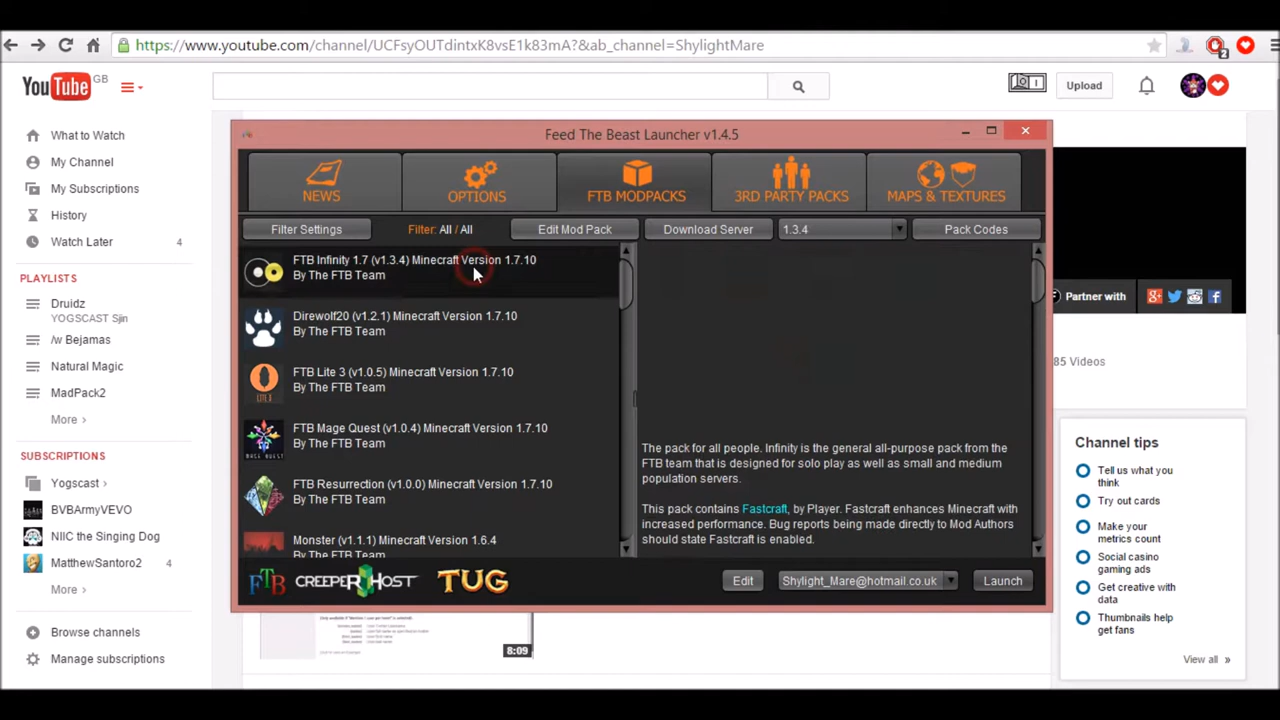 https://www.youtube.com/channel/UCFsyOUTdintxK8vsE1k83mA?&ab_channel=ShylightMare
2
You Tube GB
Upload
What to Watch
My Channel
My Subscriptions
History
Watch Later 4
PLAYLISTS
Druidz
YOGSCAST Sjin
/w Bejamas
Natural Magic
MadPack2
More ›
SUBSCRIPTIONS
Yogscast ›
BVBArmyVEVO
NIIC the Singing Dog
MatthewSantoro2 4
More ›
Browse channels
Manage subscriptions
Feed The Beast Launcher v1.4.5
NEWS
OPTIONS
FTB MODPACKS
3RD PARTY PACKS
MAPS & TEXTURES
Filter Settings
Filter: All / All
Edit Mod Pack
Download Server
1.3.4
Pack Codes
FTB Infinity 1.7 (v1.3.4) Minecraft Version 1.7.10
By The FTB Team
Direwolf20 (v1.2.1) Minecraft Version 1.7.10
By The FTB Team
FTB Lite 3 (v1.0.5) Minecraft Version 1.7.10
By The FTB Team
FTB Mage Quest (v1.0.4) Minecraft Version 1.7.10
By The FTB Team
FTB Resurrection (v1.0.0) Minecraft Version 1.7.10
By The FTB Team
Monster (v1.1.1) Minecraft Version 1.6.4
By The FTB Team
The pack for all people. Infinity is the general all-purpose pack from the
FTB team that is designed for solo play as well as small and medium
population servers.
This pack contains Fastcraft, by Player. Fastcraft enhances Minecraft with
increased performance. Bug reports being made directly to Mod Authors
should state Fastcraft is enabled.
FTB
CREEPER HOST
TUG
Edit
Shylight_Mare@hotmail.co.uk
Launch
8:09
Partner with
85 Videos
Channel tips
Tell us what you
think
Try out cards
Make your
metrics count
Social casino
gaming ads
Get creative with
data
Thumbnails help
get fans
View all »